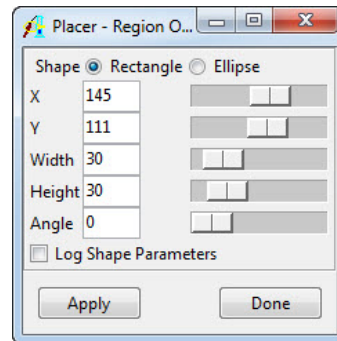 Placer - Region O...
Shape Rectangle Ellipse
X 145
Y 111
Width 30
Height 30
Angle 0
Log Shape Parameters
Apply Done